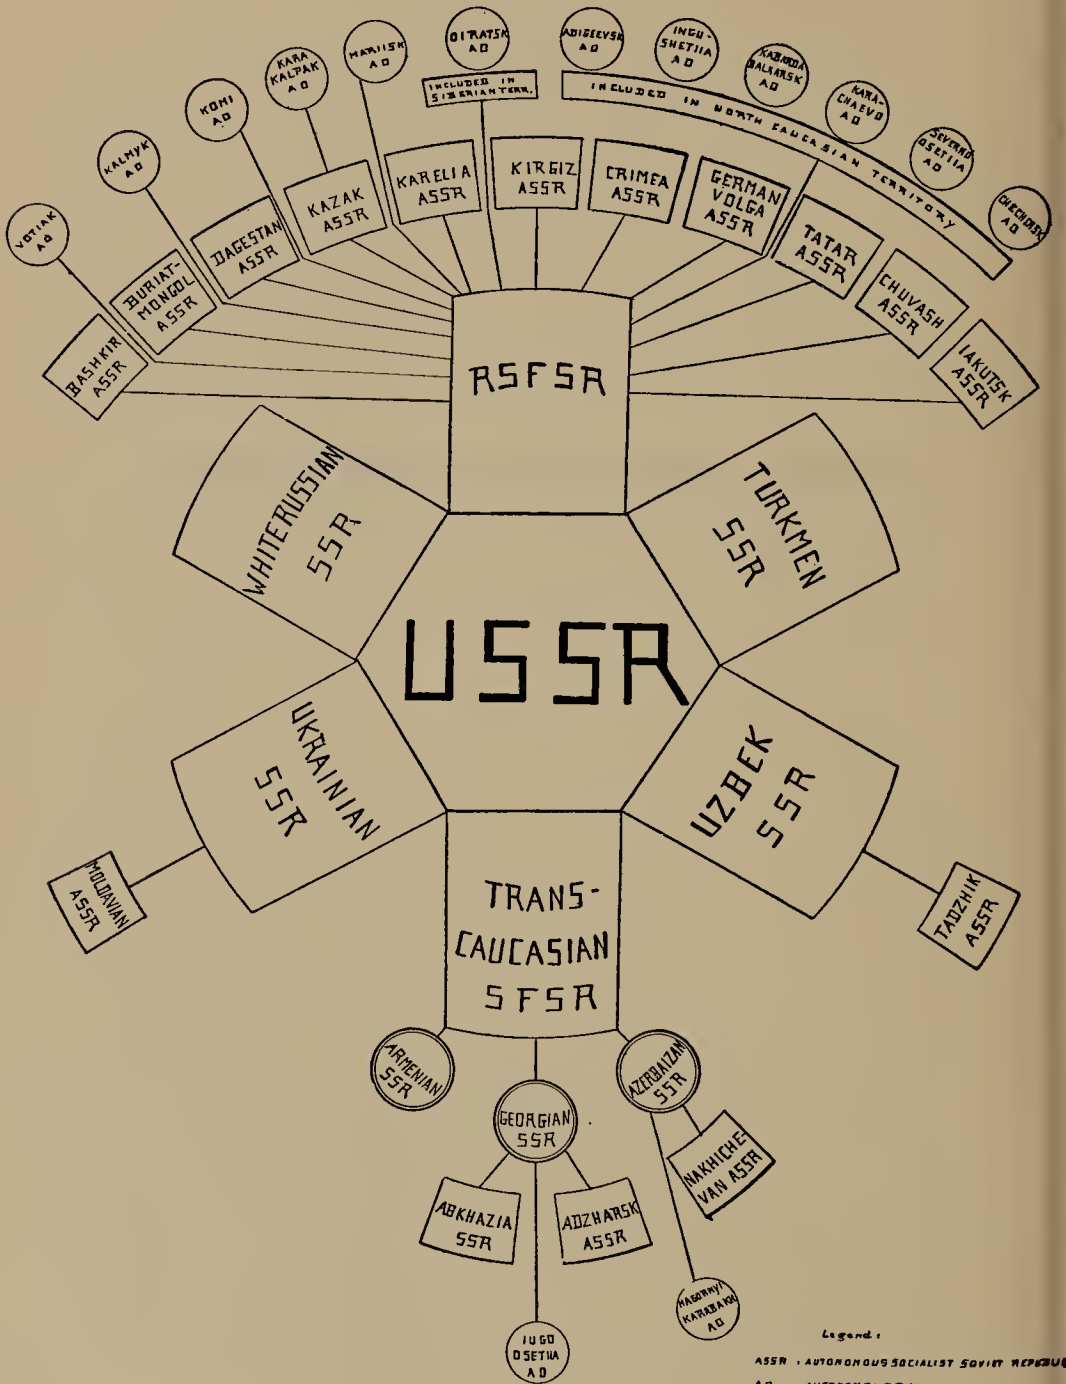 OIRATSK
AO
ADIGEEVSK
AO
INGU-
SHETIIA
AO
MARIISK
AO
KARA
KALPAK
AO
KABARDA
BALKARSK
AO
KARA-
CHAEVO
AO
KOMI
AO
KALMYK
AO
VOTIAK
AO
SEVERNO
OSETIIA
AO
CHECHENSK
INCLUDED IN
SIBERIAN TERR.
INCLUDED IN NORTH CAUCASIAN TERRITORY
BASHKIR
ASSR
BURIAT-
MONGOL
ASSR
DAGESTAN
ASSR
KAZAK
ASSR
KARELIA
ASSR
KIRGIZ
ASSR
CRIMEA
ASSR
GERMAN
VOLGA
ASSR
TATAR
ASSR
CHUVASH
ASSR
IAKUTSK
ASSR
RSFSR
WHITERUSSIAN
SSR
TURKMEN
SSR
USSR
UKRAINIAN
SSR
UZBEK
SSR
MOLDAVIAN
ASSR
TADZHIK
ASSR
TRANS-
CAUCASIAN
SFSR
ARMENIAN
SSR
GEORGIAN
SSR
AZERBAIZAN
SSR
NAKHICHE-
VAN ASSR
ABKHAZIA
SSR
ADZHARSK
ASSR
NAGORNYI
KARABAKH
AO
IUGO
OSETIIA
AO
Legend:
ASSR : AUTONOMOUS SOCIALIST SOVIET
AO